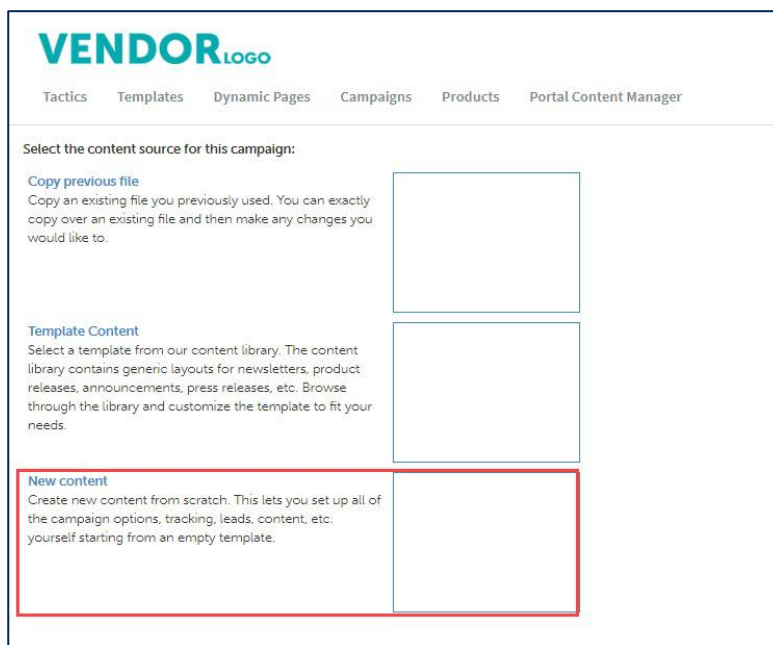 VENDORLOGO
Tactics Templates Dynamic Pages Campaigns Products Portal Content Manager
Select the content source for this campaign:
Copy previous file
Copy an existing file you previously used. You can exactly
copy over an existing file and then make any changes you
would like to.
Template Content
Select a template from our content library. The content
library contains generic layouts for newsletters, product
releases, announcements, press releases, etc. Browse
through the library and customize the template to fit your
needs.
New content
Create new content from scratch. This lets you set up all of
the campaign options, tracking, leads, content, etc.
yourself starting from an empty template.